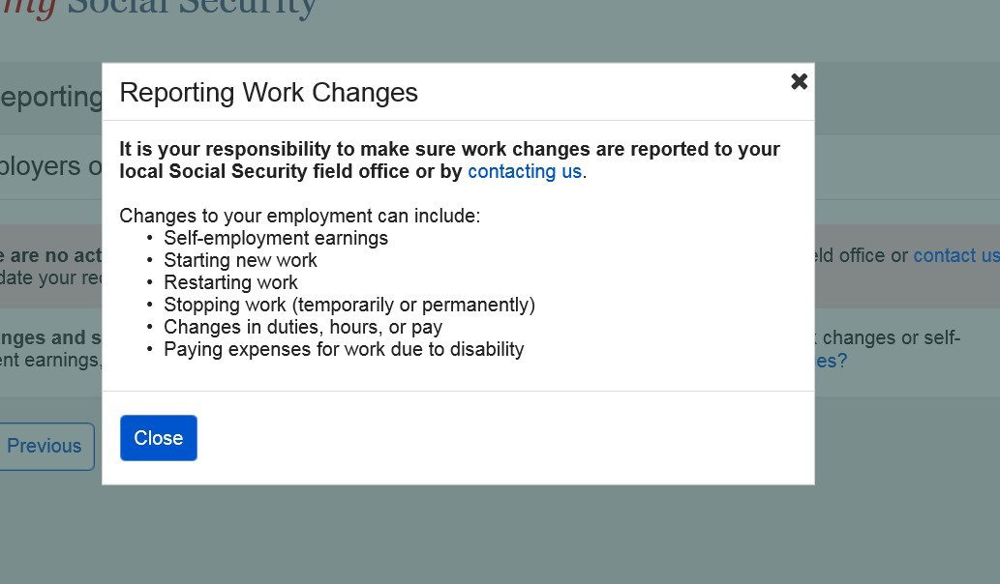 my Social Security
Reporting Work Changes
It is your responsibility to make sure work changes are reported to your
local Social Security field office or by contacting us.
Changes to your employment can include:
• Self-employment earnings
• Starting new work
• Restarting work
• Stopping work (temporarily or permanently)
• Changes in duties, hours, or pay
• Paying expenses for work due to disability
Close
eporting
ployers o
e are no act
date your re
eld office or contact us
nges and s
changes or self-
nt earnings,
es?
Previous